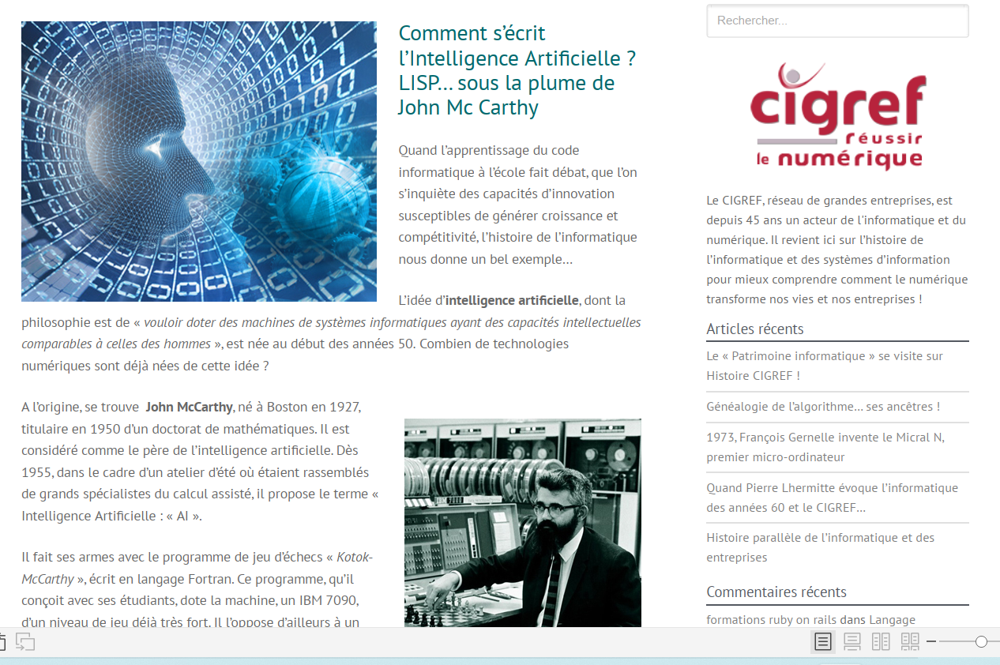 Comment s’écrit
l’Intelligence Artificielle ?
LISP… sous la plume de
John Mc Carthy
Quand l’apprentissage du code
informatique à l’école fait débat, que l’on
s’inquiète des capacités d’innovation
susceptibles de générer croissance et
compétitivité, l’histoire de l’informatique
nous donne un bel exemple…
L’idée d’intelligence artificielle, dont la
philosophie est de « vouloir doter des machines de systèmes informatiques ayant des capacités intellectuelles
comparables à celles des hommes », est née au début des années 50. Combien de technologies
numériques sont déjà nées de cette idée ?
A l’origine, se trouve John McCarthy, né à Boston en 1927,
titulaire en 1950 d’un doctorat de mathématiques. Il est
considéré comme le père de l’intelligence artificielle. Dès
1955, dans le cadre d’un atelier d’été où étaient rassemblés
de grands spécialistes du calcul assisté, il propose le terme «
Intelligence Artificielle : « AI ».
Il fait ses armes avec le programme de jeu d’échecs « Kotok-
McCarthy », écrit en langage Fortran. Ce programme, qu’il
conçoit avec ses étudiants, dote la machine, un IBM 7090,
d’un niveau de jeu déjà très fort. Il l’oppose d’ailleurs à un
Rechercher...
cigref
réussir
le numérique
Le CIGREF, réseau de grandes entreprises, est
depuis 45 ans un acteur de l'informatique et du
numérique. Il revient ici sur l’histoire de
l’informatique et des systèmes d’information
pour mieux comprendre comment le numérique
transforme nos vies et nos entreprises !
Articles récents
Le « Patrimoine informatique » se visite sur
Histoire CIGREF !
Généalogie de l’algorithme… ses ancêtres !
1973, François Gernelle invente le Micral N,
premier micro-ordinateur
Quand Pierre Lhermitte évoque l’informatique
des années 60 et le CIGREF…
Histoire parallèle de l’informatique et des
entreprises
Commentaires récents
formations ruby on rails dans Langage